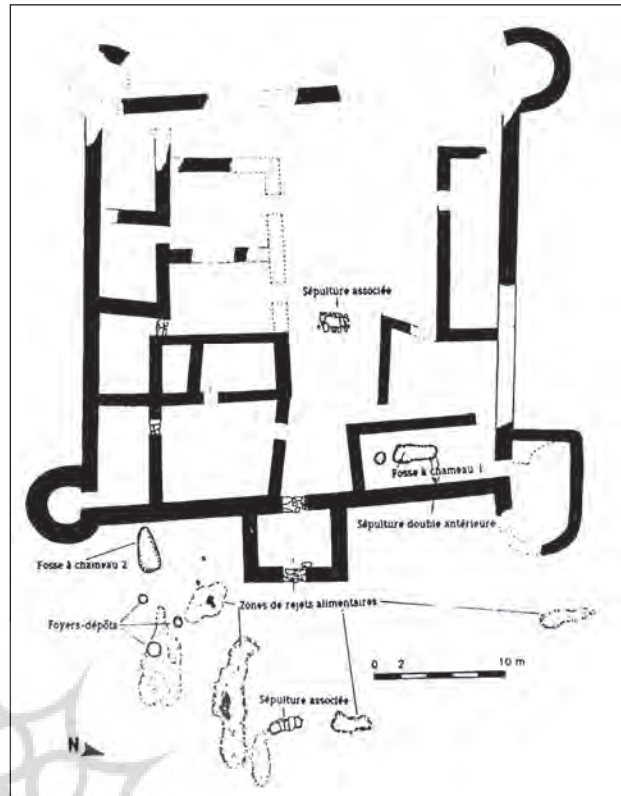 Sépulture associée
Fosse à chameau 1
Sépulture double antérieure
Fosse à chameau 2
Zones de rejets alimentaires
Foyers-dépôts
0 2 10 m
Sépulture associée
N